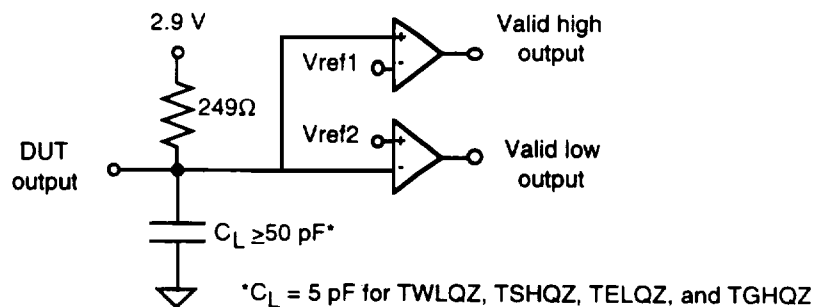 2.9 V
249Ω
DUT
output
C_L ≥50 pF*
Vref1
+
-
Valid high
output
Vref2
+
-
Valid low
output
*C_L = 5 pF for TWLQZ, TSHQZ, TELQZ, and TGHQZ